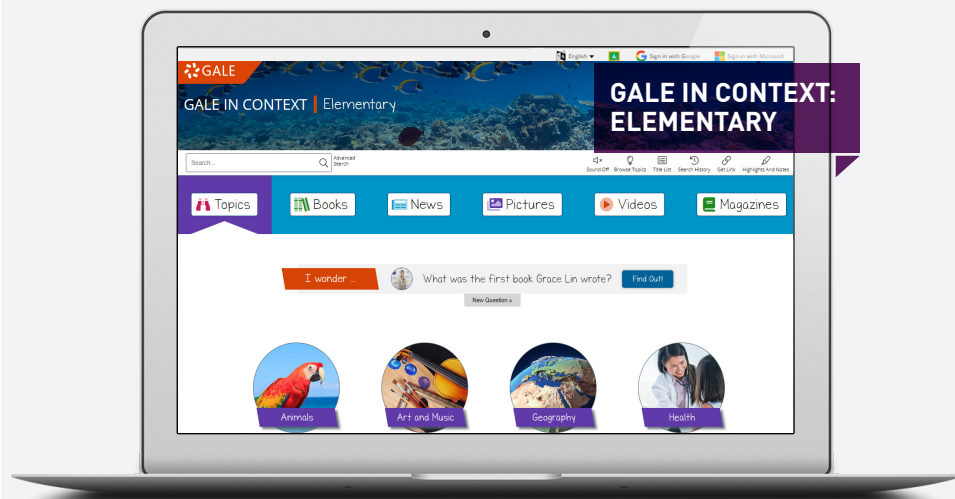 English
Sign in with Google
Sign in with Microsoft
GALE
GALE IN CONTEXT Elementary
GALE IN CONTEXT:
ELEMENTARY
Search...
Advanced
Search
Sound Off Browse Topics Title List Search History Get Link Highlights And Notes
Topics Books News Pictures Videos Magazines
I wonder ... What was the first book Grace Lin wrote? Find Out!
New Question >
Animals Art and Music Geography Health